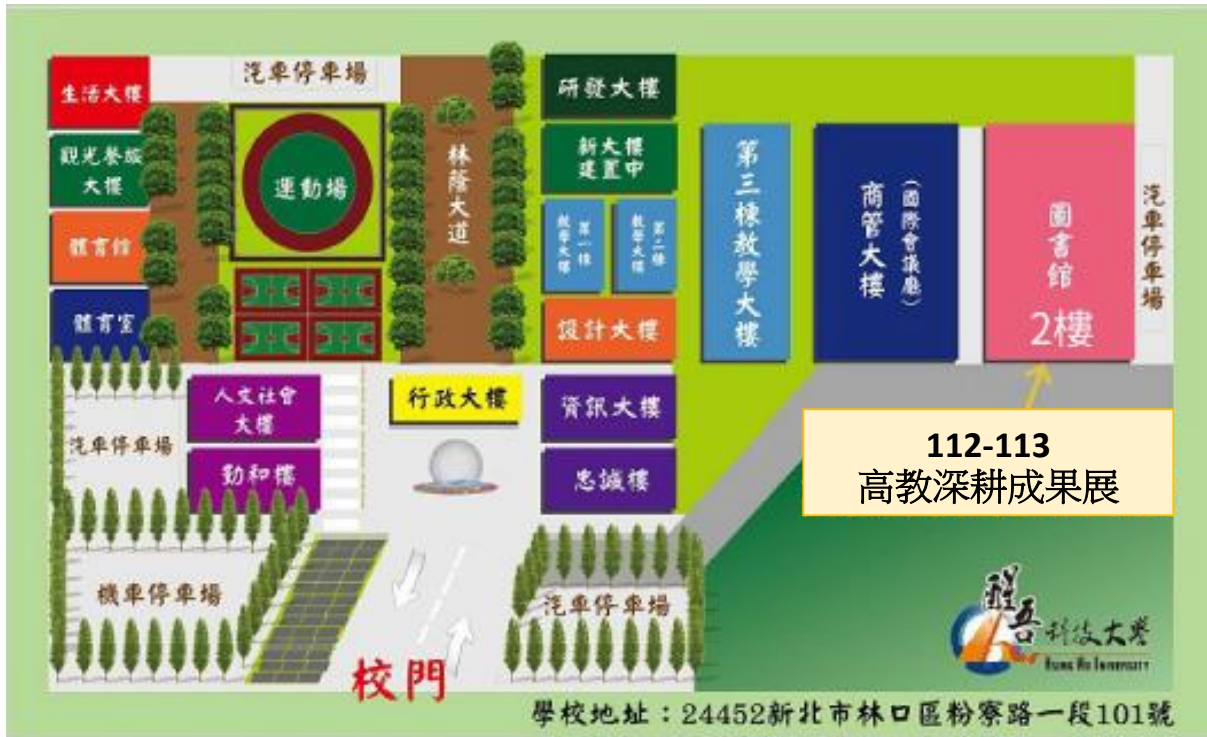 汽車停車場
生活大樓
觀光餐旅
大樓
體育館
體育室
運動場
林蔭大道
研發大樓
新大樓
建置中
第一棟
教學大樓
第二棟
教學大樓
設計大樓
第三棟教學大樓
商管大樓
(國際會議廳)
圖書館
2樓
汽車停車場
人文社會
大樓
勤和樓
行政大樓
資訊大樓
忠誠樓
汽車停車場
112-113
高教深耕成果展
機車停車場
汽車停車場
校門
醒吾科技大學
HSING WU UNIVERSITY
學校地址：24452新北市林口區粉寮路一段101號